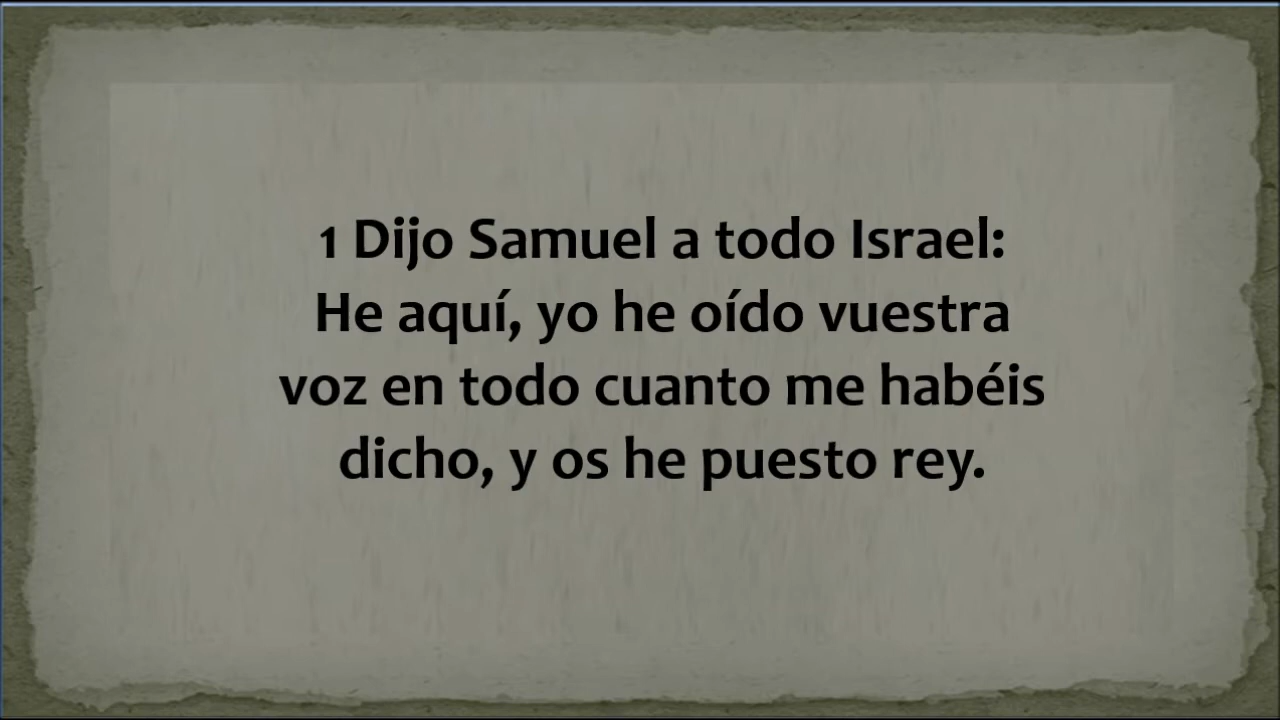 1 Dijo Samuel a todo Israel:
He aquí, yo he oído vuestra
voz en todo cuanto me habéis
dicho, y os he puesto rey.